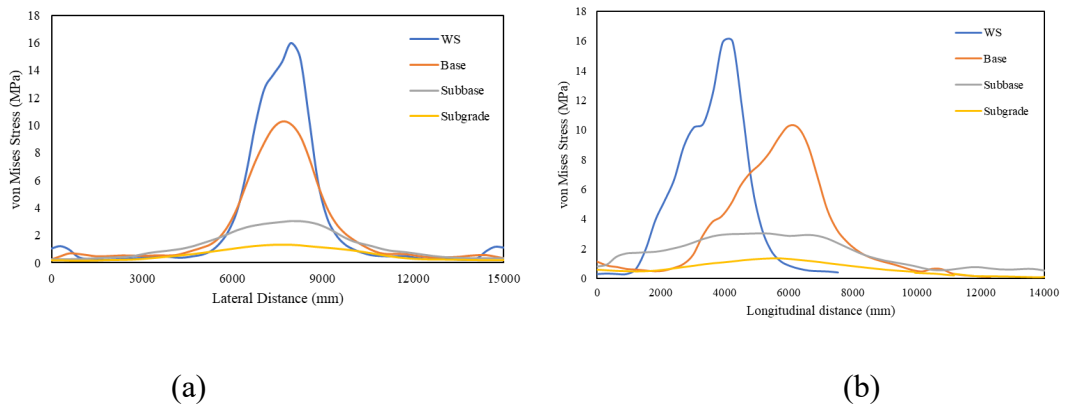 18
16
14
12
10
8
6
4
2
0
von Mises Stress (MPa)
WS
Base
Subbase
Subgrade
0 3000 6000 9000 12000 15000
Lateral Distance (mm)
(a)
18
16
14
12
10
8
6
4
2
0
von Mises Stress (MPa)
WS
Base
Subbase
Subgrade
0 2000 4000 6000 8000 10000 12000 14000
Longitudinal distance (mm)
(b)